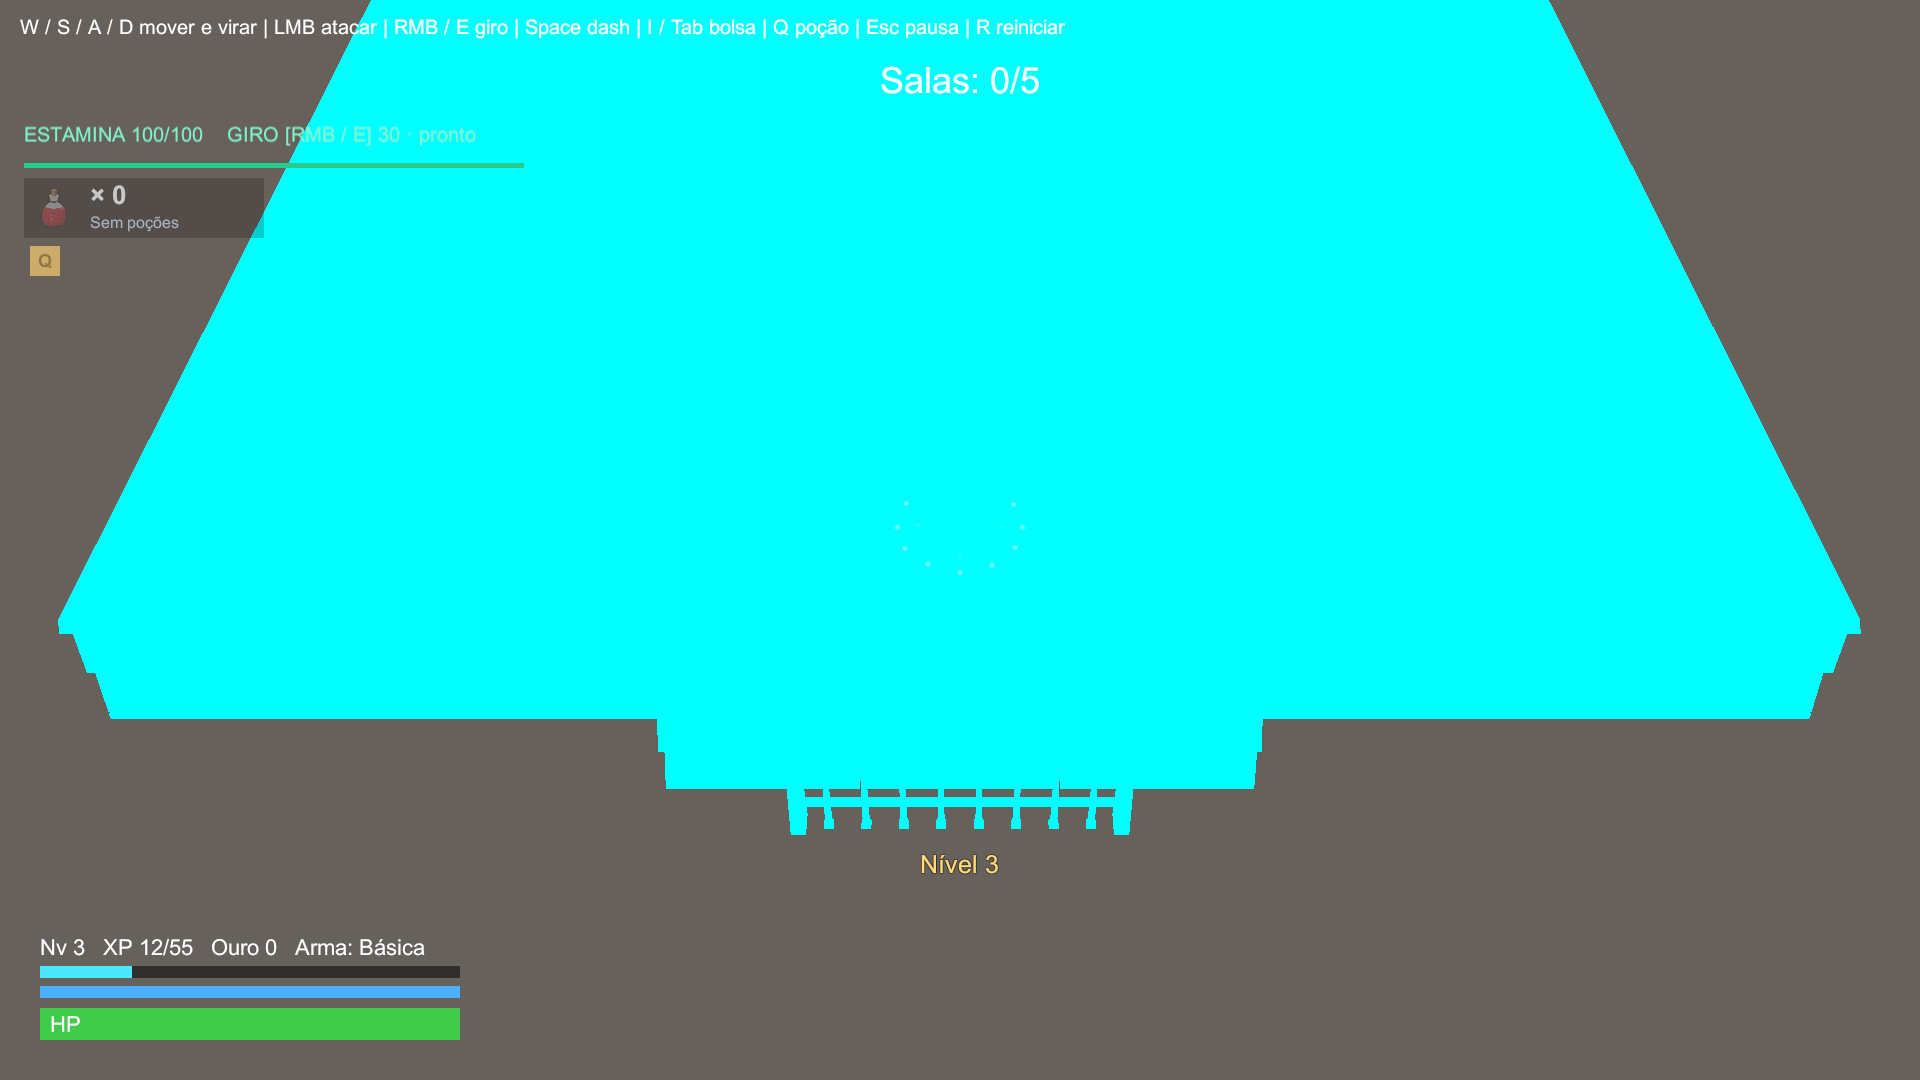 W / S / A / D mover e virar | LMB atacar | RMB / E giro | Space dash | I / Tab bolsa | Q poção | Esc pausa | R reiniciar
Salas: 0/5
ESTAMINA 100/100 GIRO [RMB / E] 30 · pronto
× 0
Sem poções
Q
Nível 3
Nv 3 XP 12/55 Ouro 0 Arma: Básica
HP